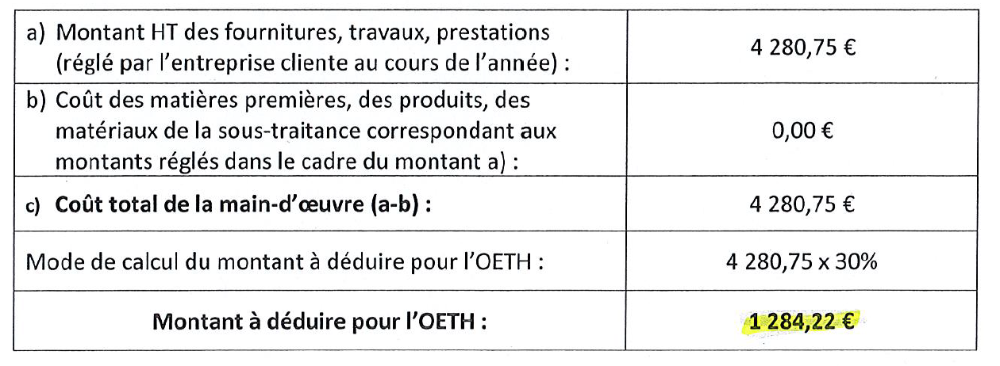 a) Montant HT des fournitures, travaux, prestations
(réglé par l'entreprise cliente au cours de l'année) :
4 280,75 €
b) Coût des matières premières, des produits, des
matériaux de la sous-traitance correspondant aux
montants réglés dans le cadre du montant a) :
0,00 €
c) Coût total de la main-d'œuvre (a-b) :
4 280,75 €
Mode de calcul du montant à déduire pour l'OETH :
4 280,75 x 30%
Montant à déduire pour l'OETH :
1 284,22 €